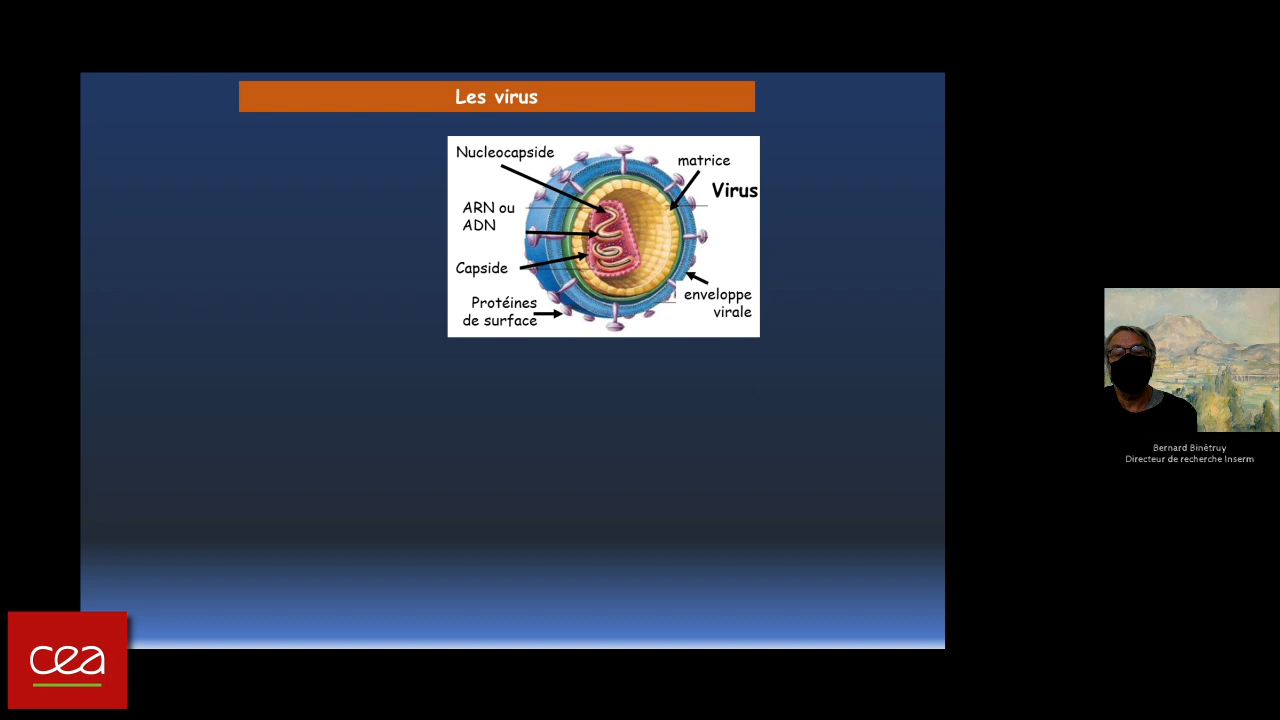 Les virus
Nucleocapside
matrice
Virus
ARN ou
ADN
Capside
Protéines
de surface
enveloppe
virale
Bernard Binétruy
Directeur de recherche Inserm
cea